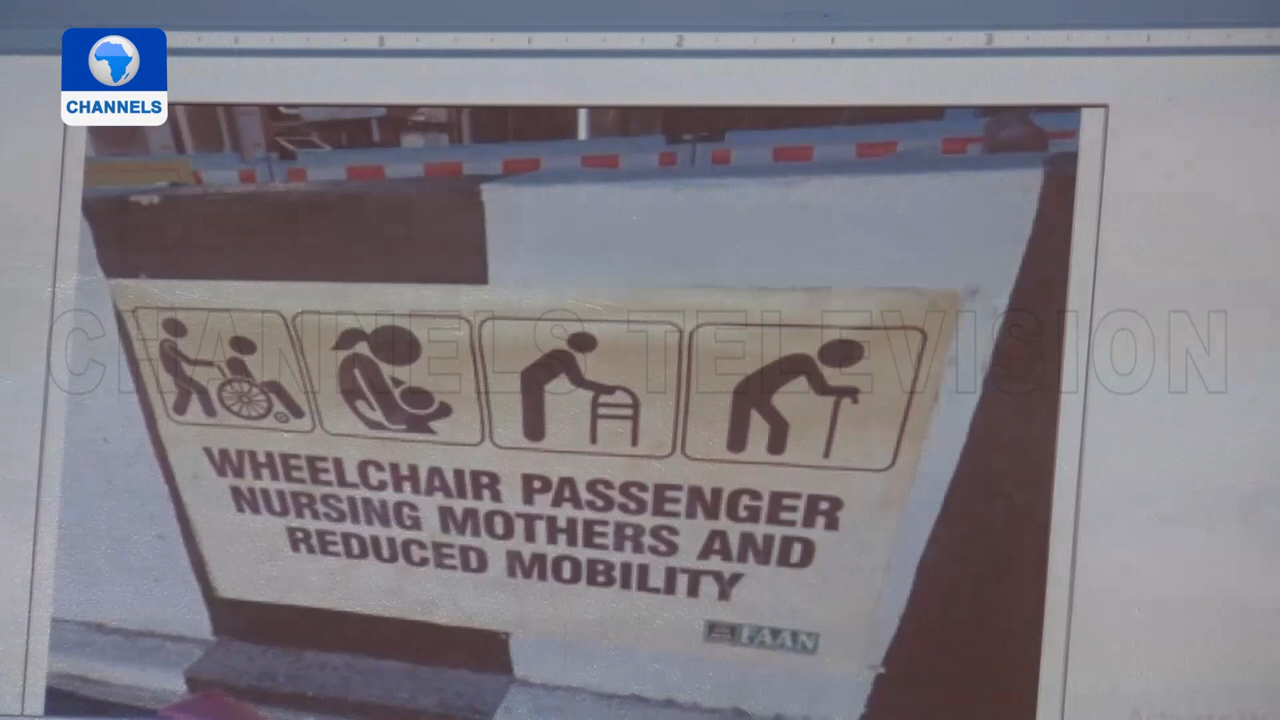 CHANNELS
CHANNELS TELEVISION
WHEELCHAIR PASSENGER
NURSING MOTHERS AND
REDUCED MOBILITY
FAAN